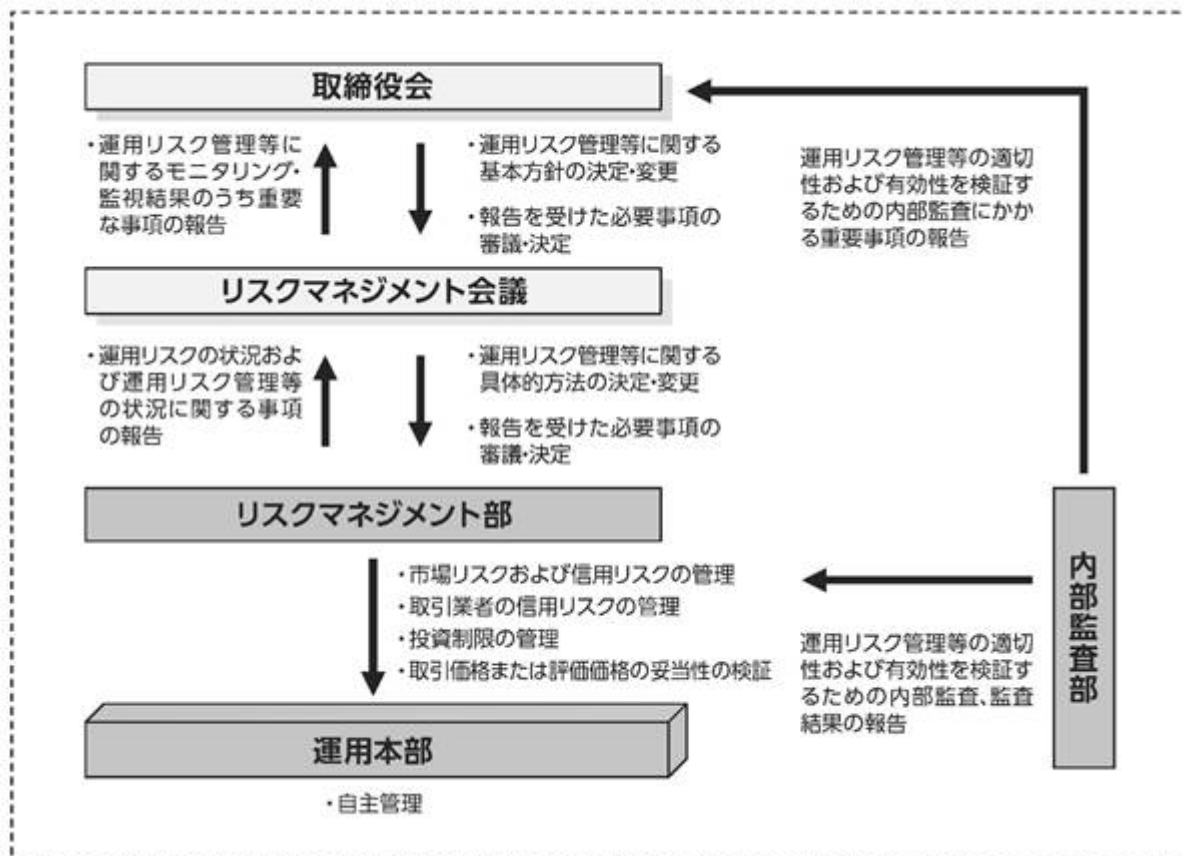 取締役会
・運用リスク管理等に
関するモニタリング・
監視結果のうち重要
な事項の報告
・運用リスク管理等に関する
基本方針の決定・変更
・報告を受けた必要事項の
審議・決定
運用リスク管理等の適切
性および有効性を検証す
るための内部監査にかか
る重要事項の報告
リスクマネジメント会議
・運用リスクの状況およ
び運用リスク管理等
の状況に関する事項
の報告
・運用リスク管理等に関する
具体的方法の決定・変更
・報告を受けた必要事項の
審議・決定
リスクマネジメント部
・市場リスクおよび信用リスクの管理
・取引業者の信用リスクの管理
・投資制限の管理
・取引価格または評価価格の妥当性の検証
内部監査部
運用リスク管理等の適切
性および有効性を検証す
るための内部監査、監査
結果の報告
運用本部
・自主管理